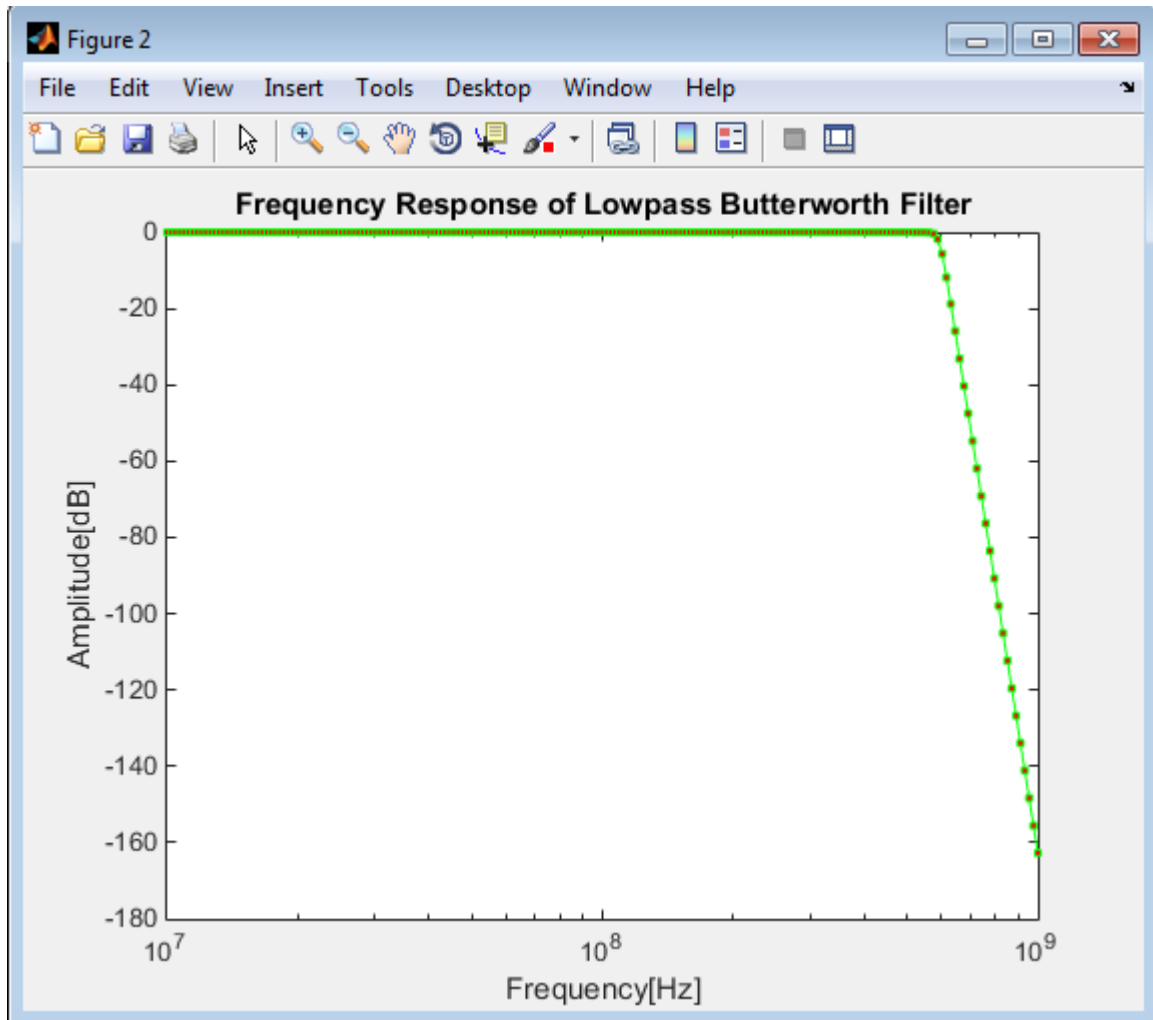 Figure 2
File Edit View Insert Tools Desktop Window Help
Frequency Response of Lowpass Butterworth Filter
0
-20
-40
-60
-80
-100
-120
-140
-160
-180
Amplitude[dB]
10^7 10^8 10^9
Frequency[Hz]